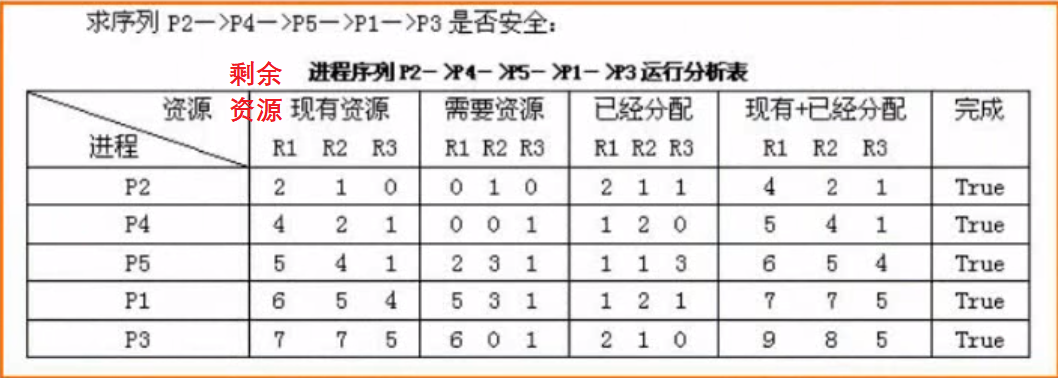 求序列 P2—>P4—>P5—>P1—>P3 是否安全:
进程序列P2—>P4—>P5—>P1—>P3运行分析表
剩余
资源 资源 现有资源 需要资源 已经分配 现有+已经分配 完成
进程 R1 R2 R3 R1 R2 R3 R1 R2 R3 R1 R2 R3
P2 2 1 0 0 1 0 2 1 1 4 2 1 True
P4 4 2 1 0 0 1 1 2 0 5 4 1 True
P5 5 4 1 2 3 1 1 1 3 6 5 4 True
P1 6 5 4 5 3 1 1 2 1 7 7 5 True
P3 7 7 5 6 0 1 2 1 0 9 8 5 True